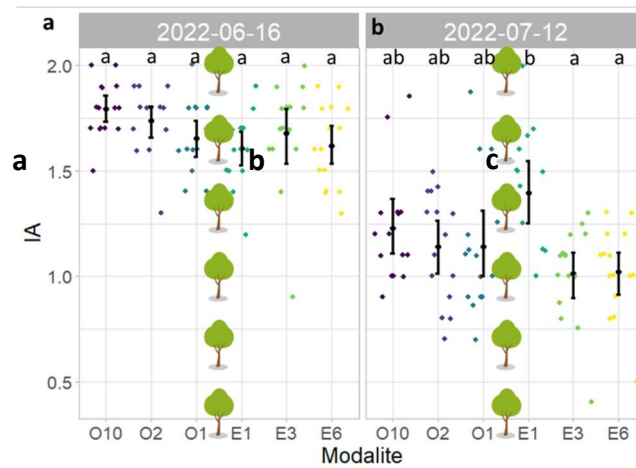 a 2022-06-16 b 2022-07-12
a a a a a a ab ab ab b a a
2.0
a 1.5 b c
IA
1.0
0.5
O10 O2 O1 E1 E3 E6 O10 O2 O1 E1 E3 E6
Modalite